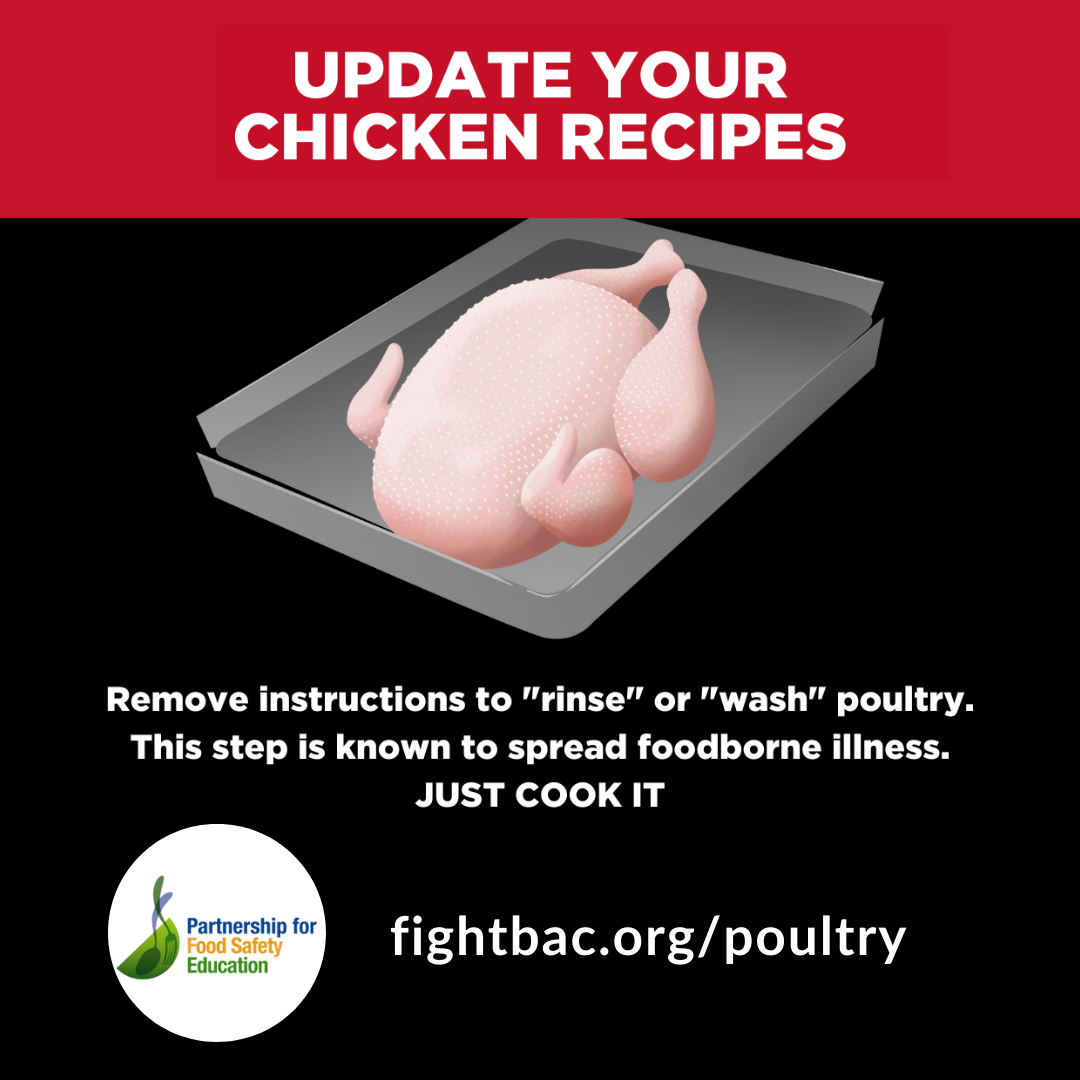 UPDATE YOUR
CHICKEN RECIPES
Remove instructions to "rinse" or "wash" poultry.
This step is known to spread foodborne illness.
JUST COOK IT
Partnership for
Food Safety
Education
fightbac.org/poultry